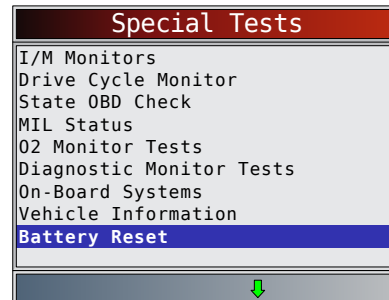 Special Tests
I/M Monitors
Drive Cycle Monitor
State OBD Check
MIL Status
O2 Monitor Tests
Diagnostic Monitor Tests
On-Board Systems
Vehicle Information
Battery Reset